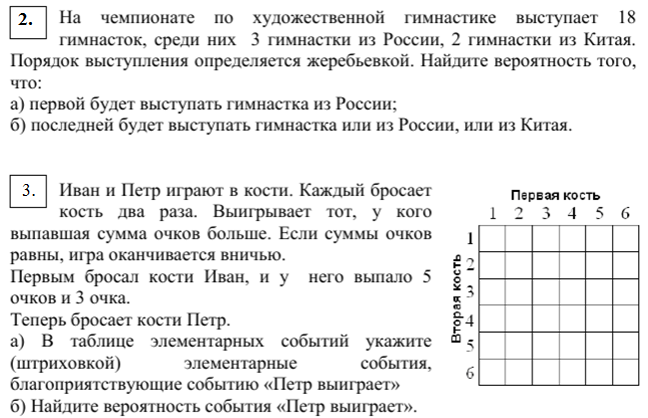 2. На чемпионате по художественной гимнастике выступает 18
гимнасток, среди них 3 гимнастки из России, 2 гимнастки из Китая.
Порядок выступления определяется жеребьевкой. Найдите вероятность того,
что:
а) первой будет выступать гимнастка из России;
б) последней будет выступать гимнастка или из России, или из Китая.
3. Иван и Петр играют в кости. Каждый бросает
кость два раза. Выигрывает тот, у кого
выпавшая сумма очков больше. Если суммы очков
равны, игра оканчивается вничью.
Первым бросал кости Иван, и у него выпало 5
очков и 3 очка.
Теперь бросает кости Петр.
а) В таблице элементарных событий укажите
(штриховкой) элементарные события,
благоприятствующие событию «Петр выиграет»
б) Найдите вероятность события «Петр выиграет».
Первая кость
1 2 3 4 5 6
Вторая кость
1
2
3
4
5
6